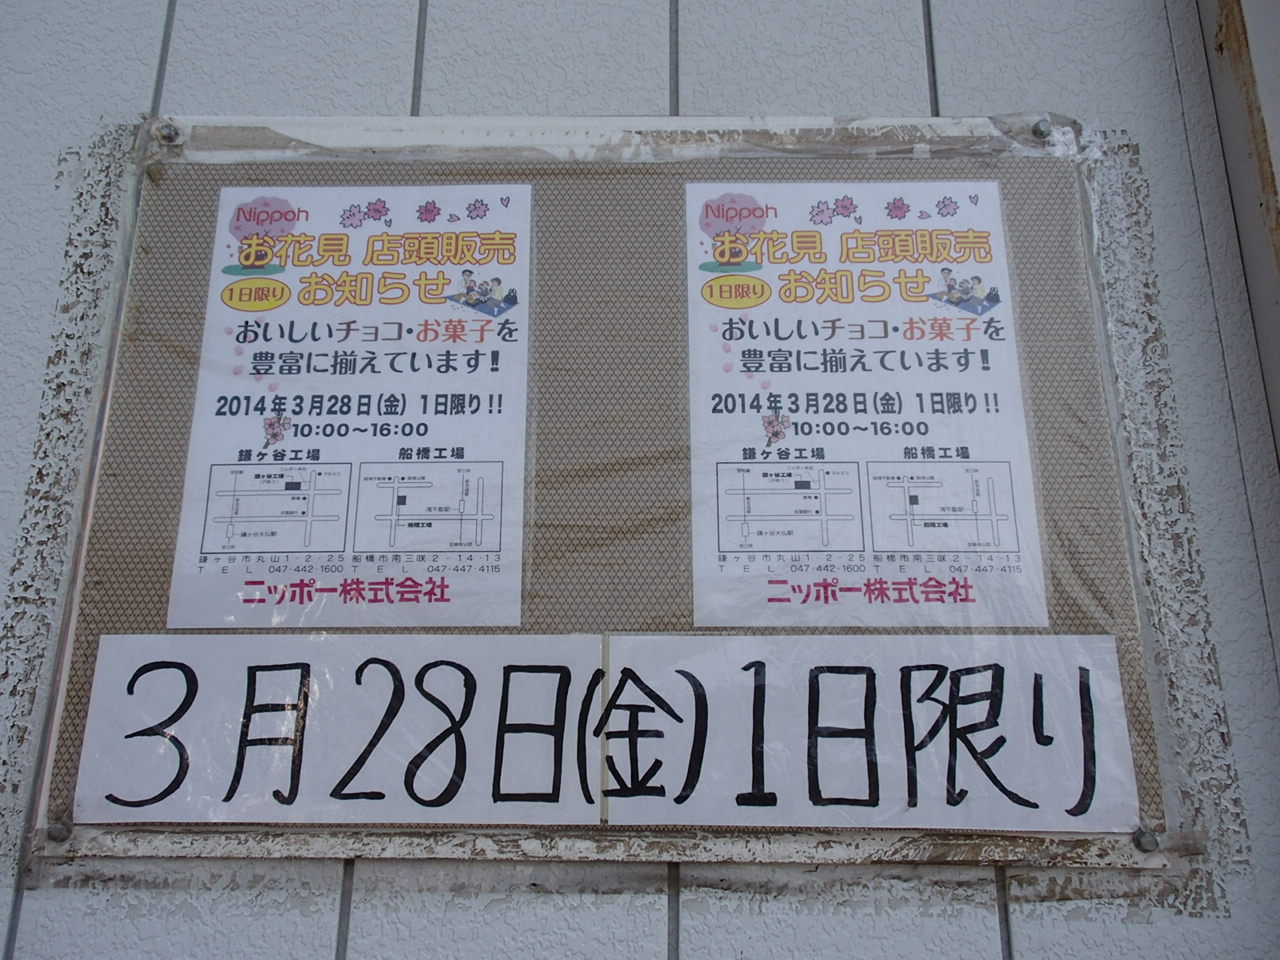 Nippoh
お花見 店頭販売
1日限り お知らせ
おいしいチョコ・お菓子を
豊富に揃えています!
2014年3月28日(金) 1日限り!!
10:00〜16:00
鎌ヶ谷工場 船橋工場
鎌ヶ谷市丸山1-2-25 船橋市南三咲2-14-13
TEL 047-442-1600 TEL 047-447-4115
ニッポー株式会社
Nippoh
お花見 店頭販売
1日限り お知らせ
おいしいチョコ・お菓子を
豊富に揃えています!
2014年3月28日(金) 1日限り!!
10:00〜16:00
鎌ヶ谷工場 船橋工場
鎌ヶ谷市丸山1-2-25 船橋市南三咲2-14-13
TEL 047-442-1600 TEL 047-447-4115
ニッポー株式会社
3月28日(金)1日限り